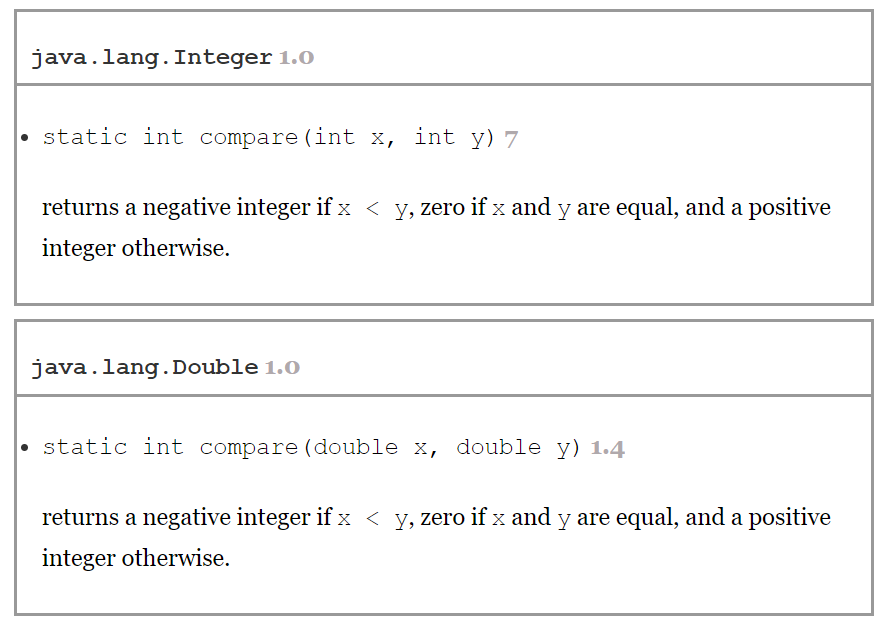 java.lang.Integer 1.0
• static int compare(int x, int y) 7
returns a negative integer if x < y, zero if x and y are equal, and a positive
integer otherwise.
java.lang.Double 1.0
• static int compare(double x, double y) 1.4
returns a negative integer if x < y, zero if x and y are equal, and a positive
integer otherwise.